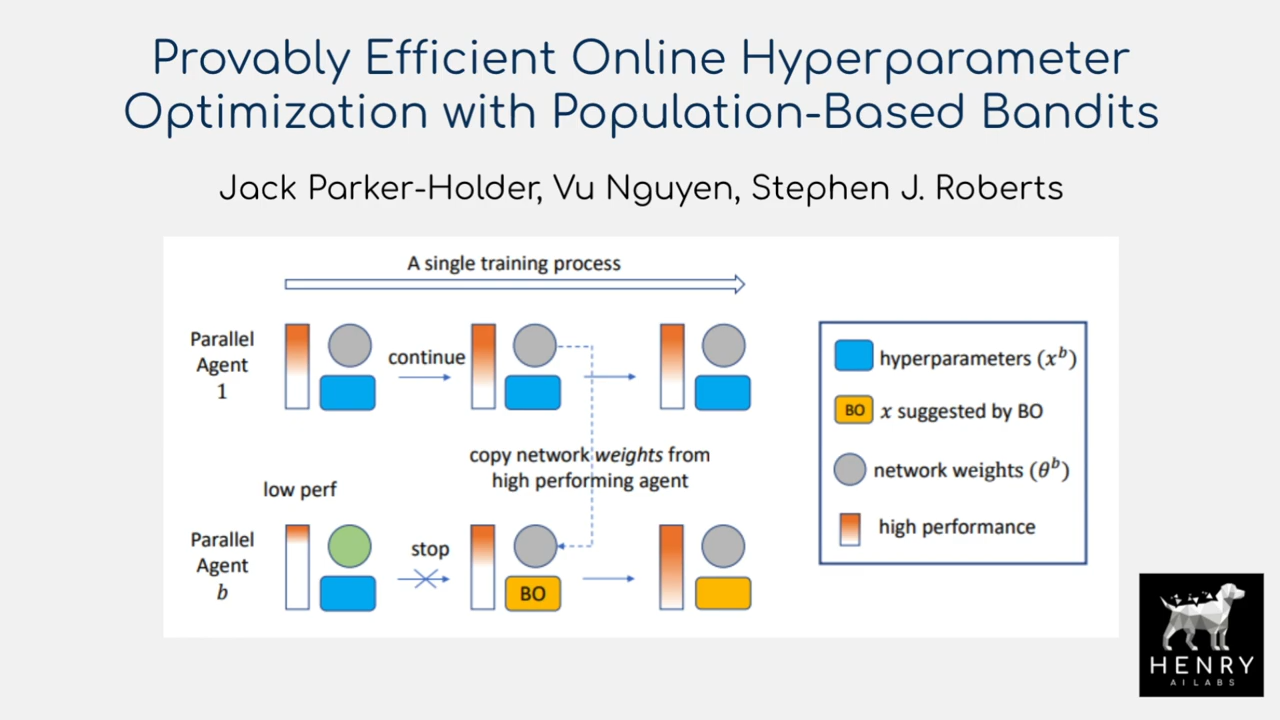 Provably Efficient Online Hyperparameter
Optimization with Population-Based Bandits
Jack Parker-Holder, Vu Nguyen, Stephen J. Roberts
A single training process
Parallel
Agent
1
continue
copy network weights from
high performing agent
low perf
Parallel
Agent
b
stop
BO
hyperparameters (x^b)
BO
x suggested by BO
network weights (θ^b)
high performance
HENRY
AI LABS